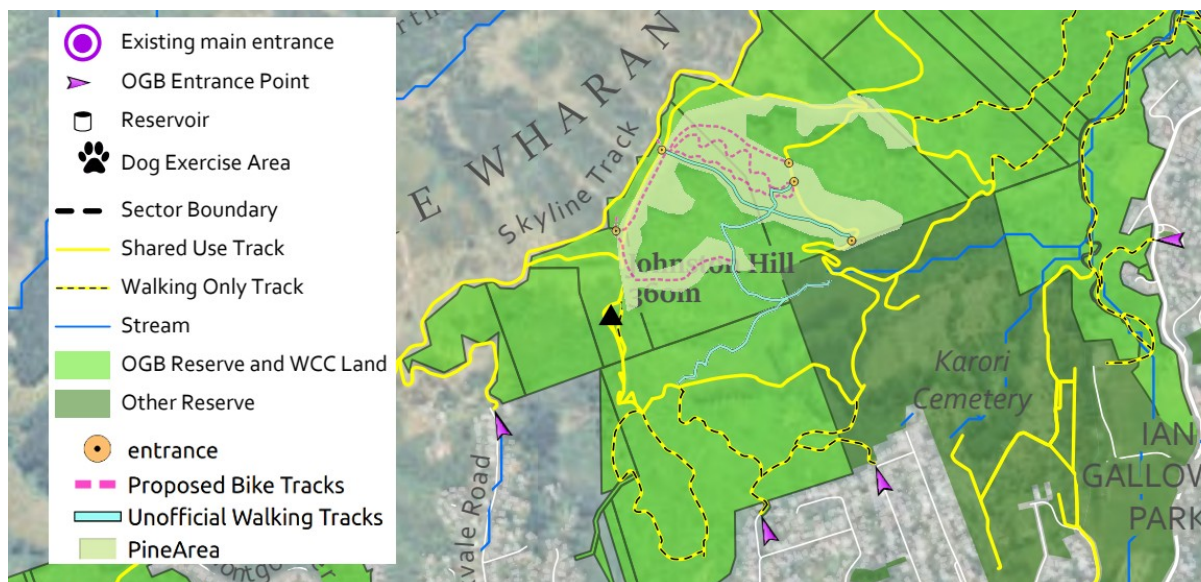 Existing main entrance
OGB Entrance Point
Reservoir
Dog Exercise Area
Sector Boundary
Shared Use Track
Walking Only Track
Stream
OGB Reserve and WCC Land
Other Reserve
entrance
Proposed Bike Tracks
Unofficial Walking Tracks
PineArea
E WHARAN
Skyline Track
Johnston Hill
360m
Karori
Cemetery
IAN
GALLOW
PARK
vale Road